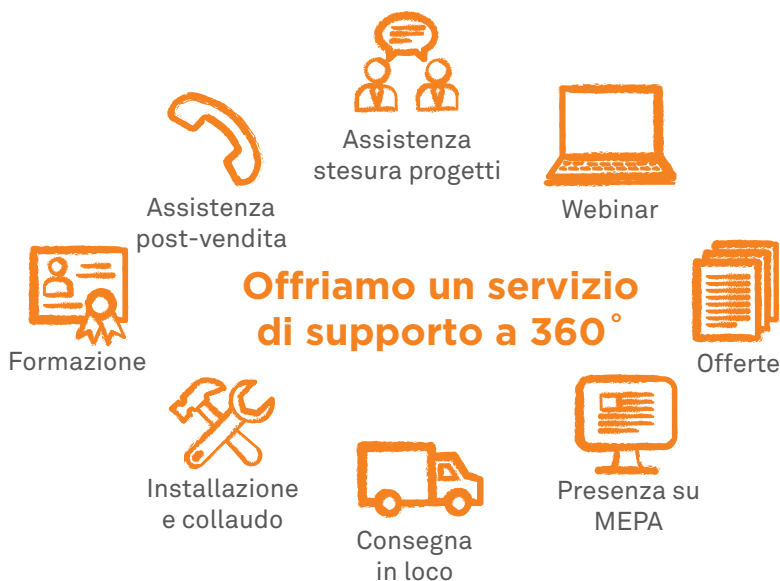 Assistenza
stesura progetti
Webinar
Assistenza
post-vendita
Offriamo un servizio
di supporto a 360°
Formazione
Offerte
Installazione
e collaudo
Presenza su
MEPA
Consegna
in loco